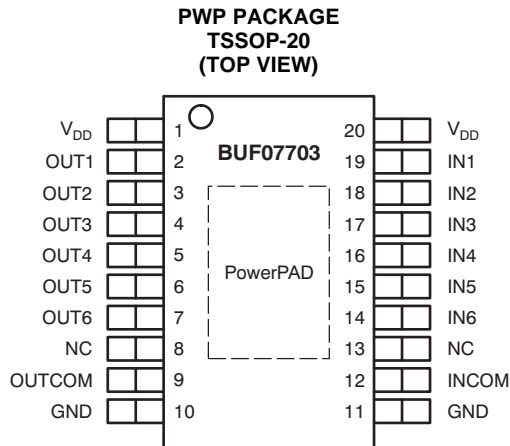 PWP PACKAGE
TSSOP-20
(TOP VIEW)
BUF07703
PowerPAD
VDD 1 20 VDD
OUT1 2 19 IN1
OUT2 3 18 IN2
OUT3 4 17 IN3
OUT4 5 16 IN4
OUT5 6 15 IN5
OUT6 7 14 IN6
NC 8 13 NC
OUTCOM 9 12 INCOM
GND 10 11 GND